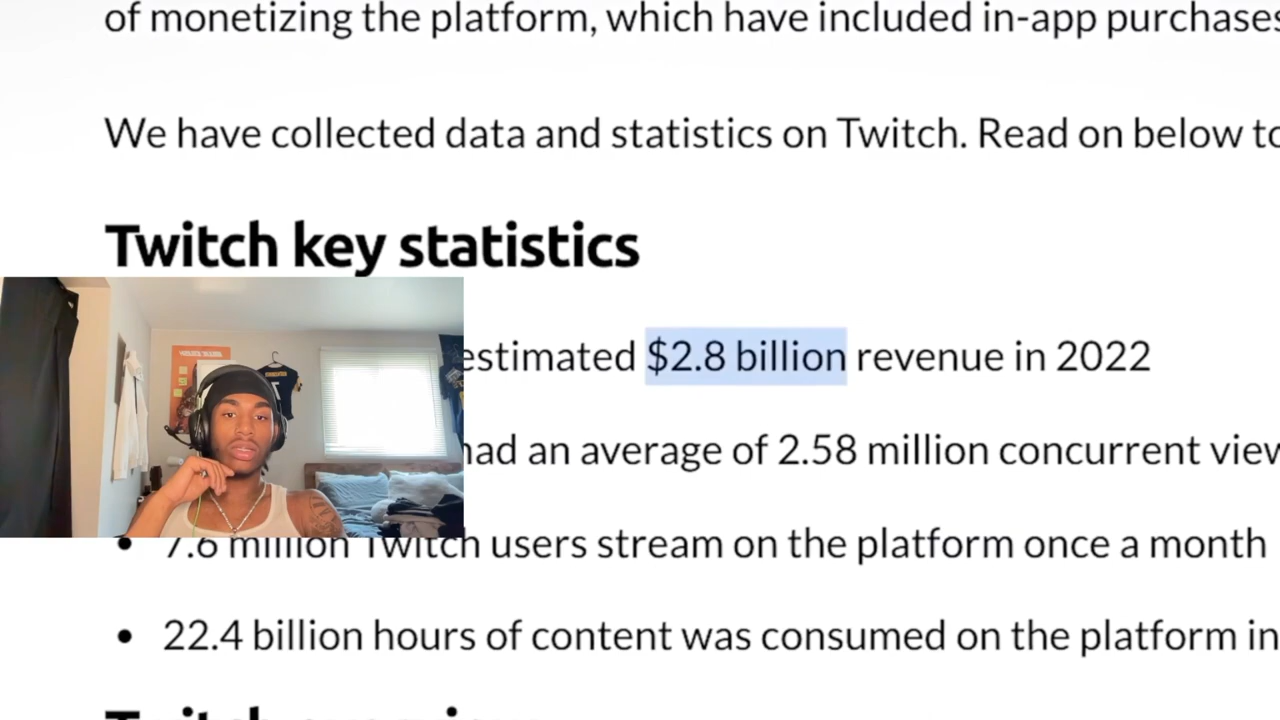 of monetizing the platform, which have included in-app purchases
We have collected data and statistics on Twitch. Read on below to
Twitch key statistics
estimated $2.8 billion revenue in 2022
had an average of 2.58 million concurrent
• 7.6 million Twitch users stream on the platform once a month
• 22.4 billion hours of content was consumed on the platform in